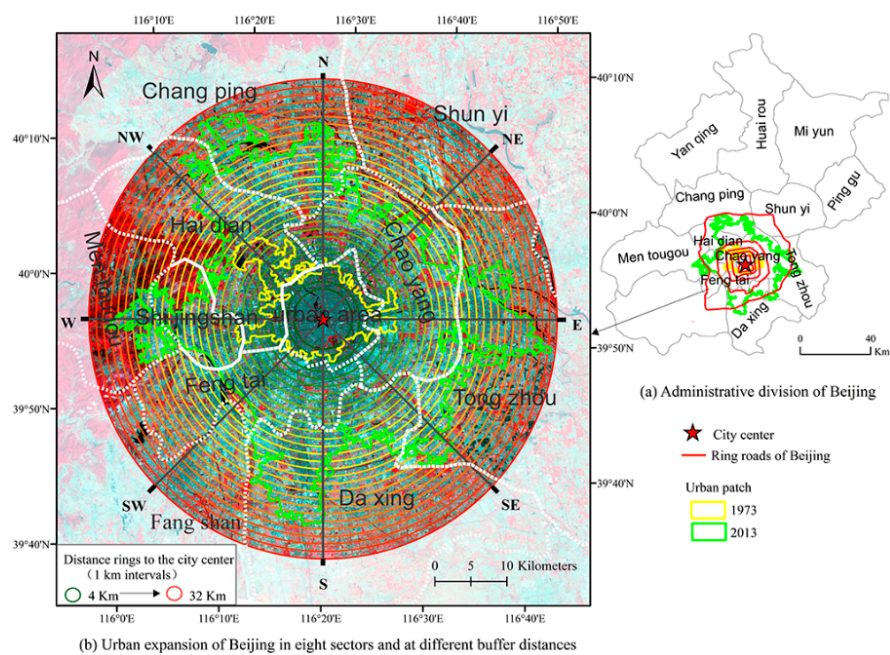 116°0'E 116°10'E 116°20'E 116°30'E 116°40'E 116°50'E
N
N
Chang ping
Shun yi
40°10'N
40°10'N
NW
NE
Huai rou
Yan qing
Mi yun
Ping gu
Chang ping
Shun yi
40°0'N
Hai dian
Chao yang
Hai dian
Men tougou
Chao yang
Tong zhou
Feng tai
Da xing
40°0'N
W
Shijingshan
urban area
E
0 40
Km
39°50'N
(a) Administrative division of Beijing
39°50'N
Feng tai
Tong zhou
City center
Ring roads of Beijing
Urban patch
1973
2013
39°40'N
SW
Da xing
SE
Fang shan
39°40'N
Distance rings to the city center
(1 km intervals)
4 Km 32 Km
S
0 5 10 Kilometers
116°0'E 116°10'E 116°20'E 116°30'E 116°40'E
(b) Urban expansion of Beijing in eight sectors and at different buffer distances